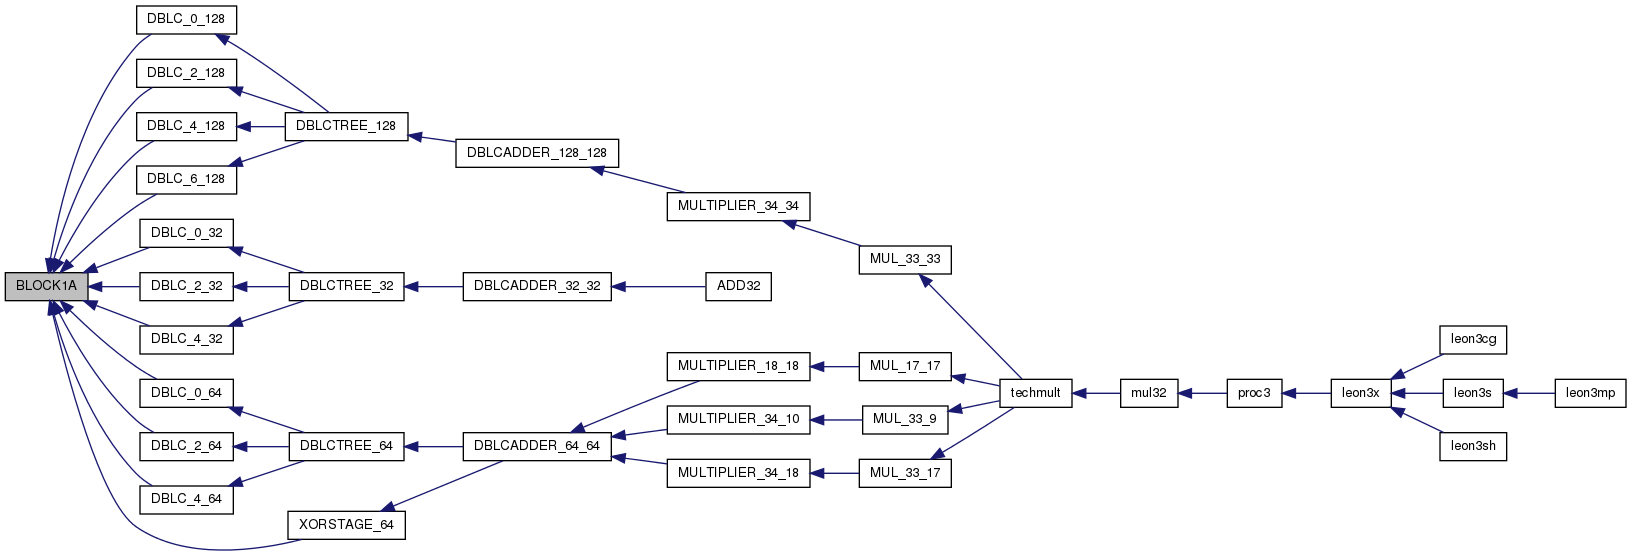 DBLC_0_128
DBLC_2_128
DBLC_4_128
DBLCTREE_128
DBLCADDER_128_128
DBLC_6_128
MULTIPLIER_34_34
DBLC_0_32
MUL_33_33
BLOCK1A
DBLC_2_32
DBLCTREE_32
DBLCADDER_32_32
ADD32
DBLC_4_32
leon3cg
MULTIPLIER_18_18
MUL_17_17
DBLC_0_64
techmult
mul32
proc3
leon3x
leon3s
leon3mp
MULTIPLIER_34_10
MUL_33_9
DBLC_2_64
DBLCTREE_64
DBLCADDER_64_64
leon3sh
MULTIPLIER_34_18
MUL_33_17
DBLC_4_64
XORSTAGE_64